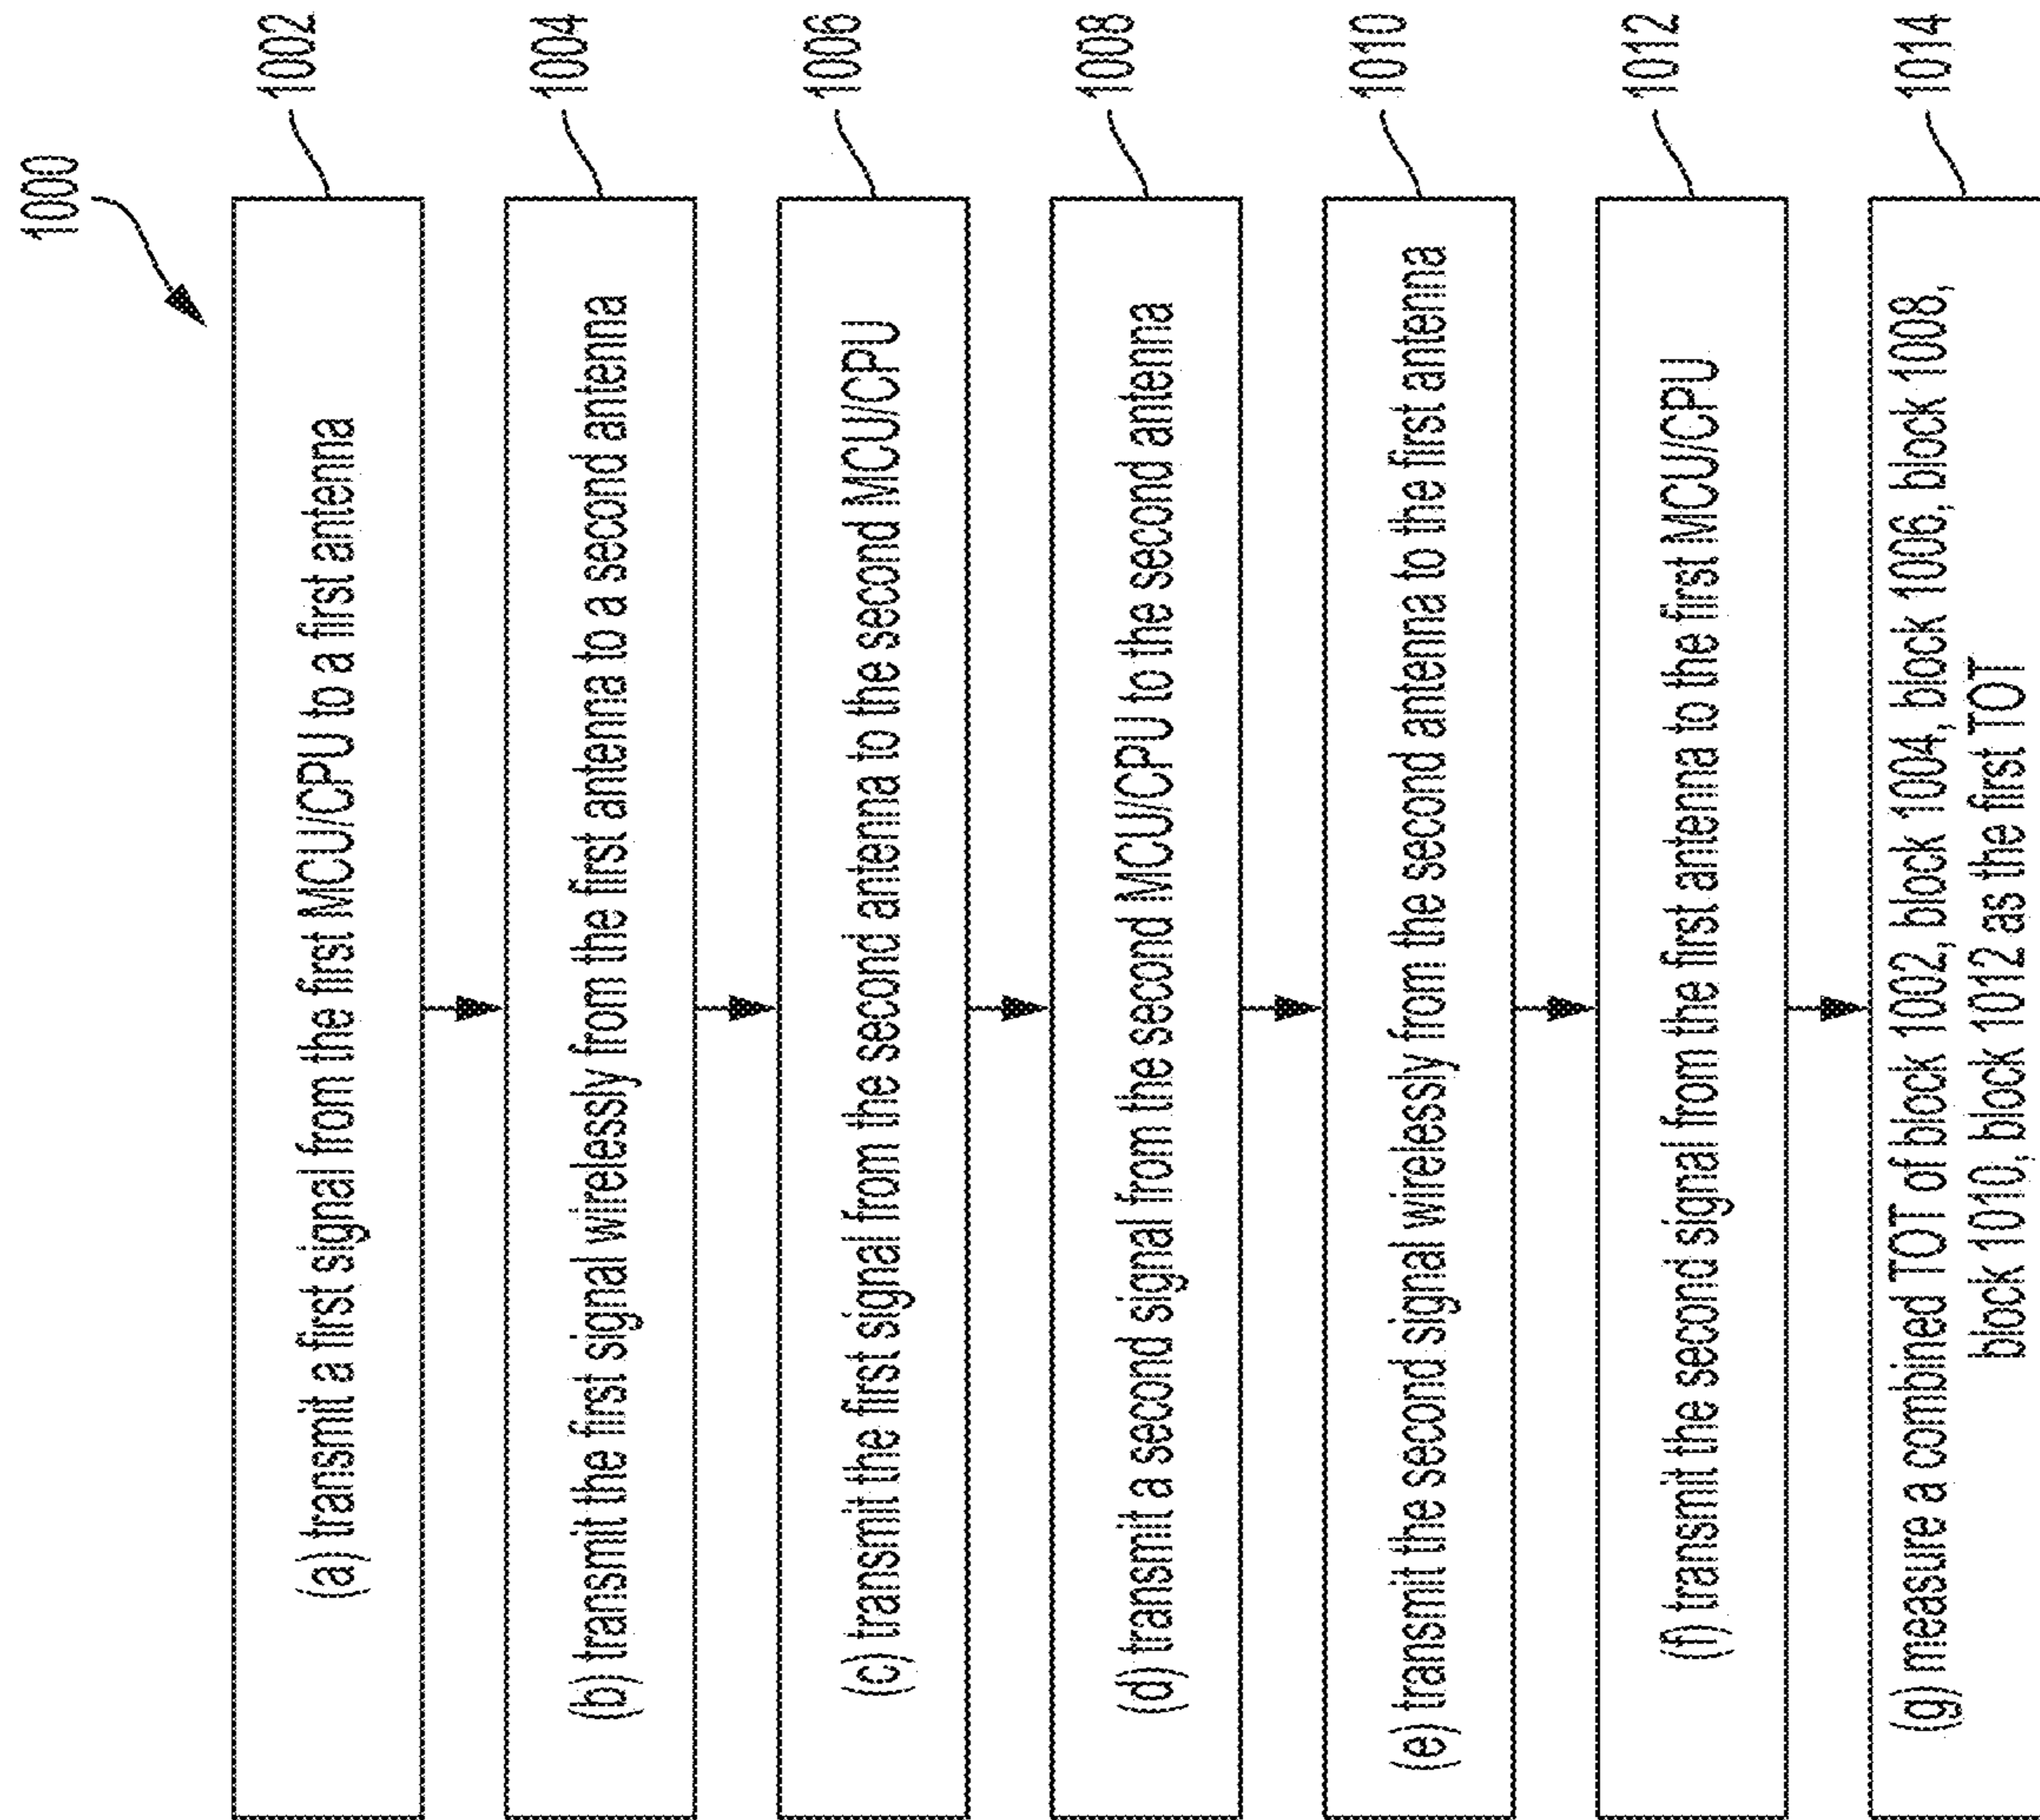 1000
(a) transmit a first signal from the first MCU/CPU to a first antenna
1002
(b) transmit the first signal wirelessly from the first antenna to a second antenna
1004
(c) transmit the first signal from the second antenna to the second MCU/CPU
1006
(d) transmit a second signal from the second MCU/CPU to the second antenna
1008
(e) transmit the second signal wirelessly from the second antenna to the first antenna
1010
(f) transmit the second signal from the first antenna to the first MCU/CPU
1012
(g) measure a combined TOT of block 1002, block 1004, block 1006, block 1008,
block 1010, block 1012 as the first TOT
1014